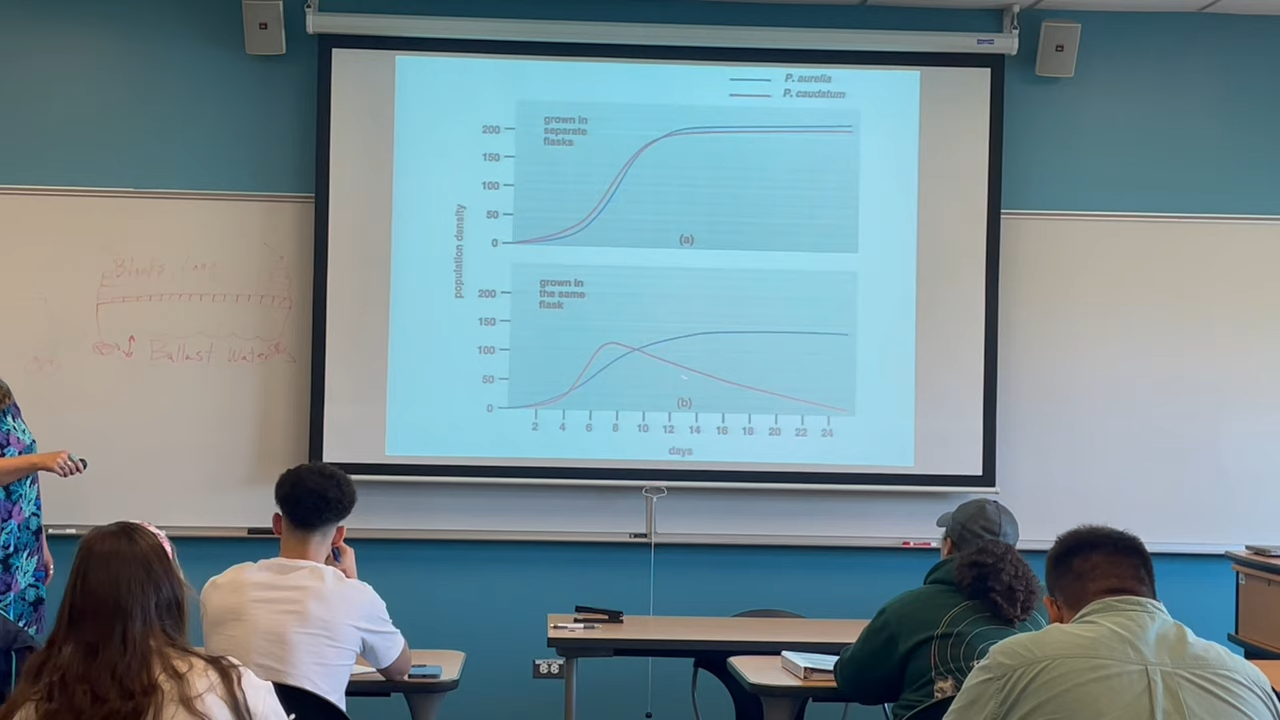 P. aurelia
P. caudatum
grown in
separate
flasks
200
150
100
50
0
(a)
population density
grown in
the same
flask
200
150
100
50
0
(b)
2 4 6 8 10 12 14 16 18 20 22 24
days
Ballast Water